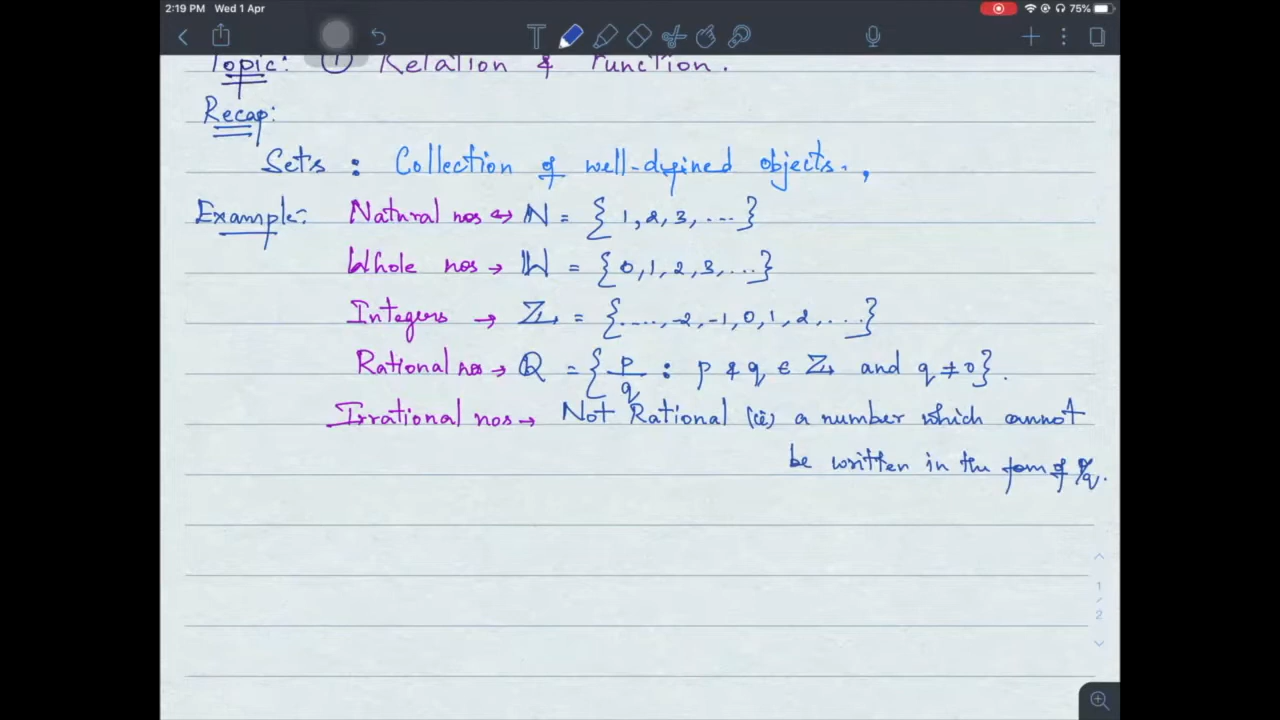 2:19 PM Wed 1 Apr 75%
Topic: ① Relation & Function.
Recap:
Sets : Collection of well-defined objects. ,
Example: Natural nos ↔ N = { 1, 2, 3, .... }
Whole nos → W = { 0, 1, 2, 3, .... }
Integers → Z = { ....., -2, -1, 0, 1, 2, .... }
Rational nos → Q = { p/q : p & q ∈ Z and q ≠ 0 }.
Irrational nos → Not Rational (ie) a number which cannot
be written in the form of p/q.
1
2